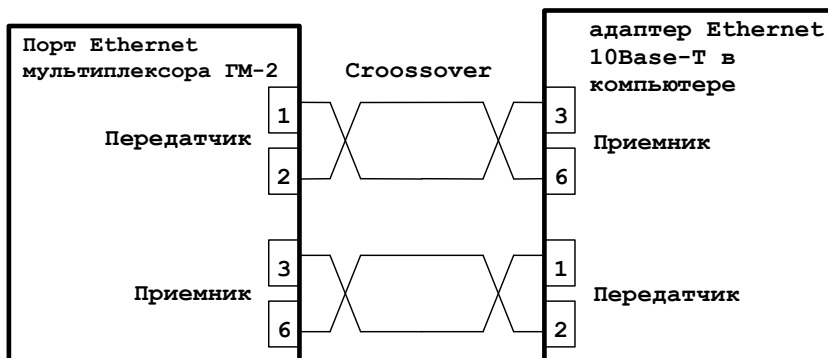 Порт Ethernet
мультиплексора ГМ-2
Croossover
адаптер Ethernet
10Base-T в
компьютере
1
3
Передатчик
Приемник
2
6
3
1
Приемник
Передатчик
6
2